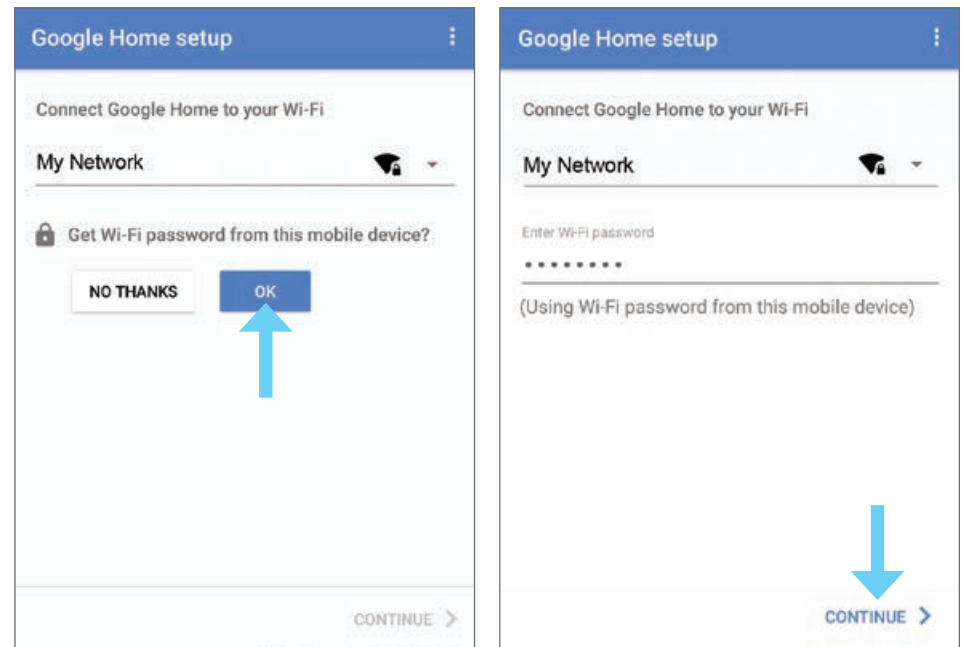 Google Home setup
Connect Google Home to your Wi-Fi
My Network
Get Wi-Fi password from this mobile device?
NO THANKS
OK
CONTINUE
Google Home setup
Connect Google Home to your Wi-Fi
My Network
Enter Wi-Fi password
••••••••
(Using Wi-Fi password from this mobile device)
CONTINUE